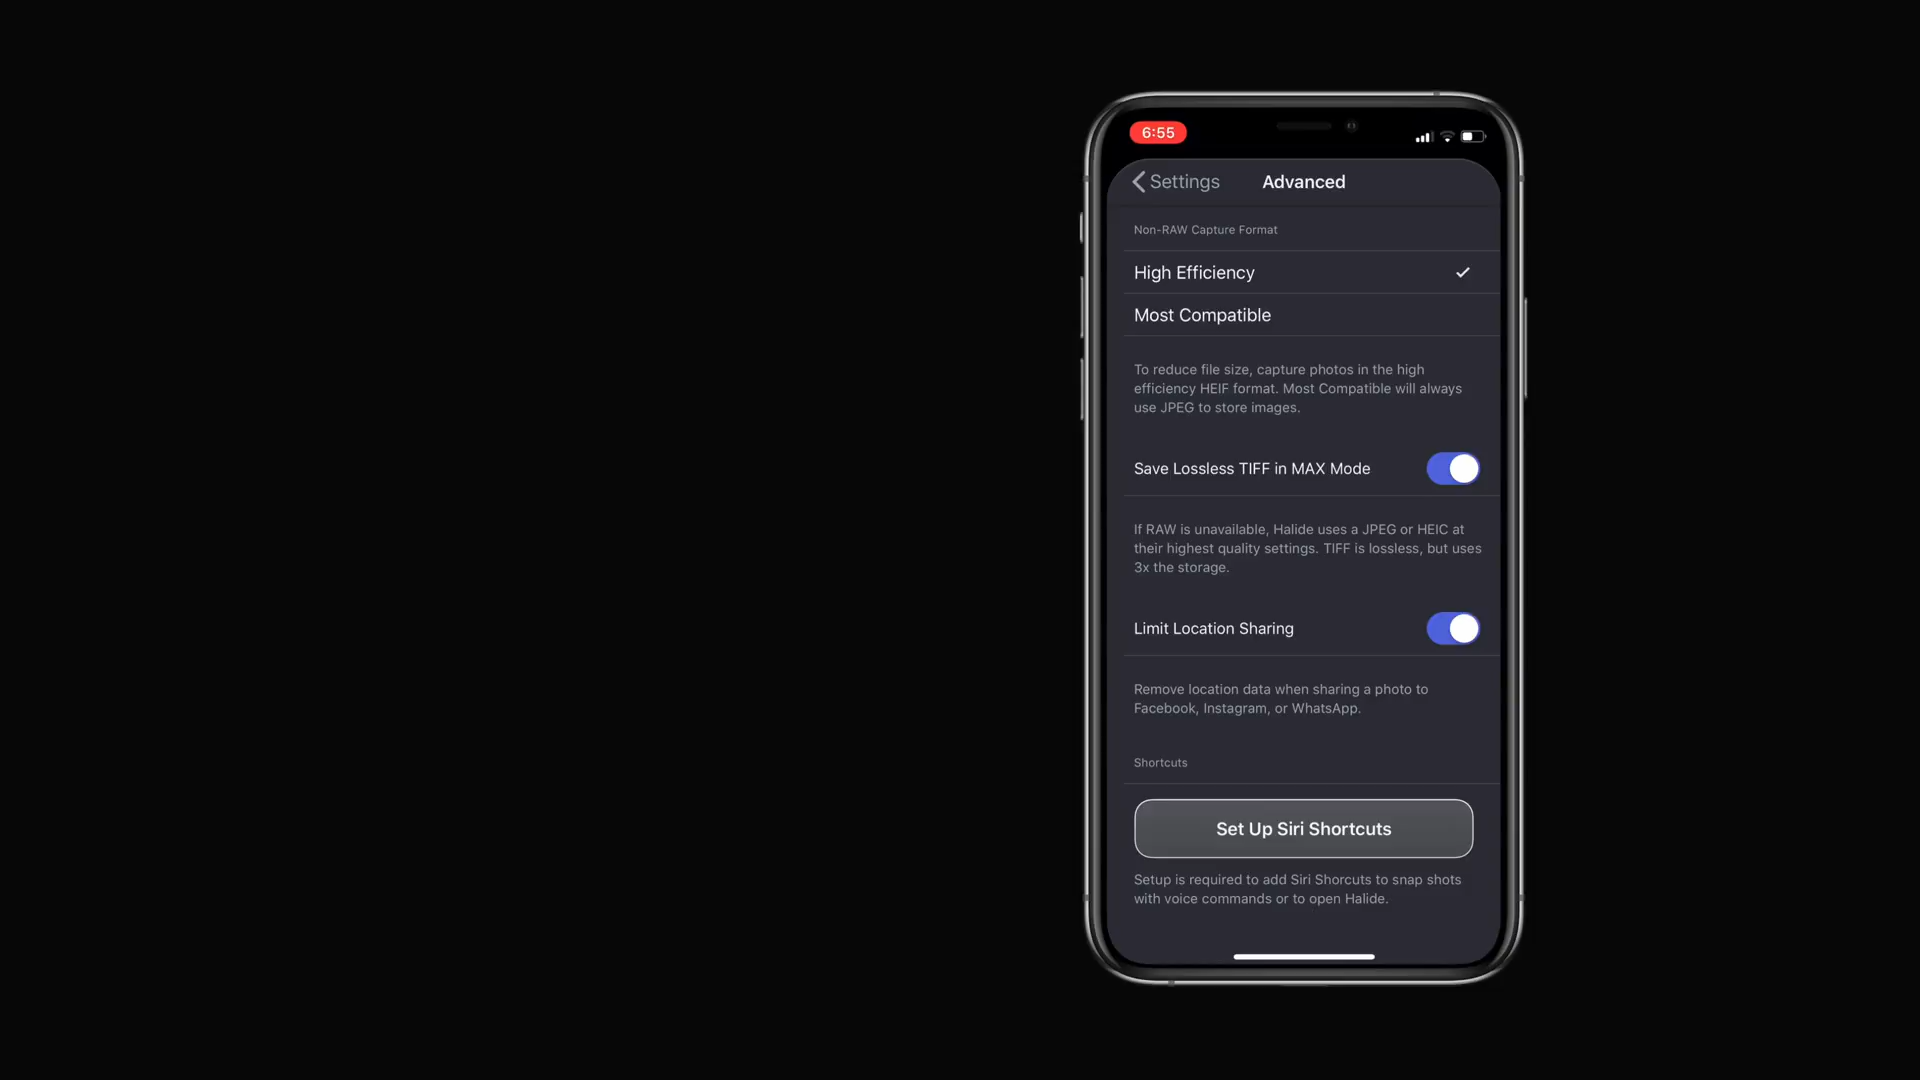 6:55
Settings
Advanced
Non-RAW Capture Format
High Efficiency
Most Compatible
To reduce file size, capture photos in the high
efficiency HEIF format. Most Compatible will always
use JPEG to store images.
Save Lossless TIFF in MAX Mode
If RAW is unavailable, Halide uses a JPEG or HEIC at
their highest quality settings. TIFF is lossless, but uses
3x the storage.
Limit Location Sharing
Remove location data when sharing a photo to
Facebook, Instagram, or WhatsApp.
Shortcuts
Set Up Siri Shortcuts
Setup is required to add Siri Shorcuts to snap shots
with voice commands or to open Halide.